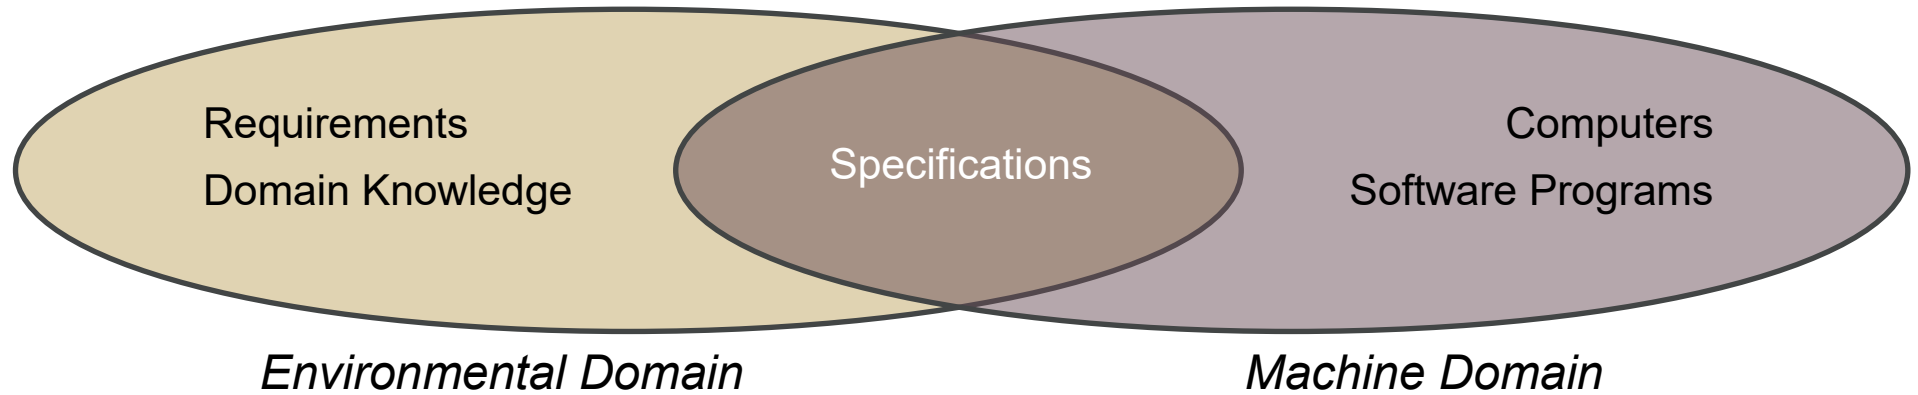 Requirements
Domain Knowledge
Specifications
Computers
Software Programs
Environmental Domain
Machine Domain